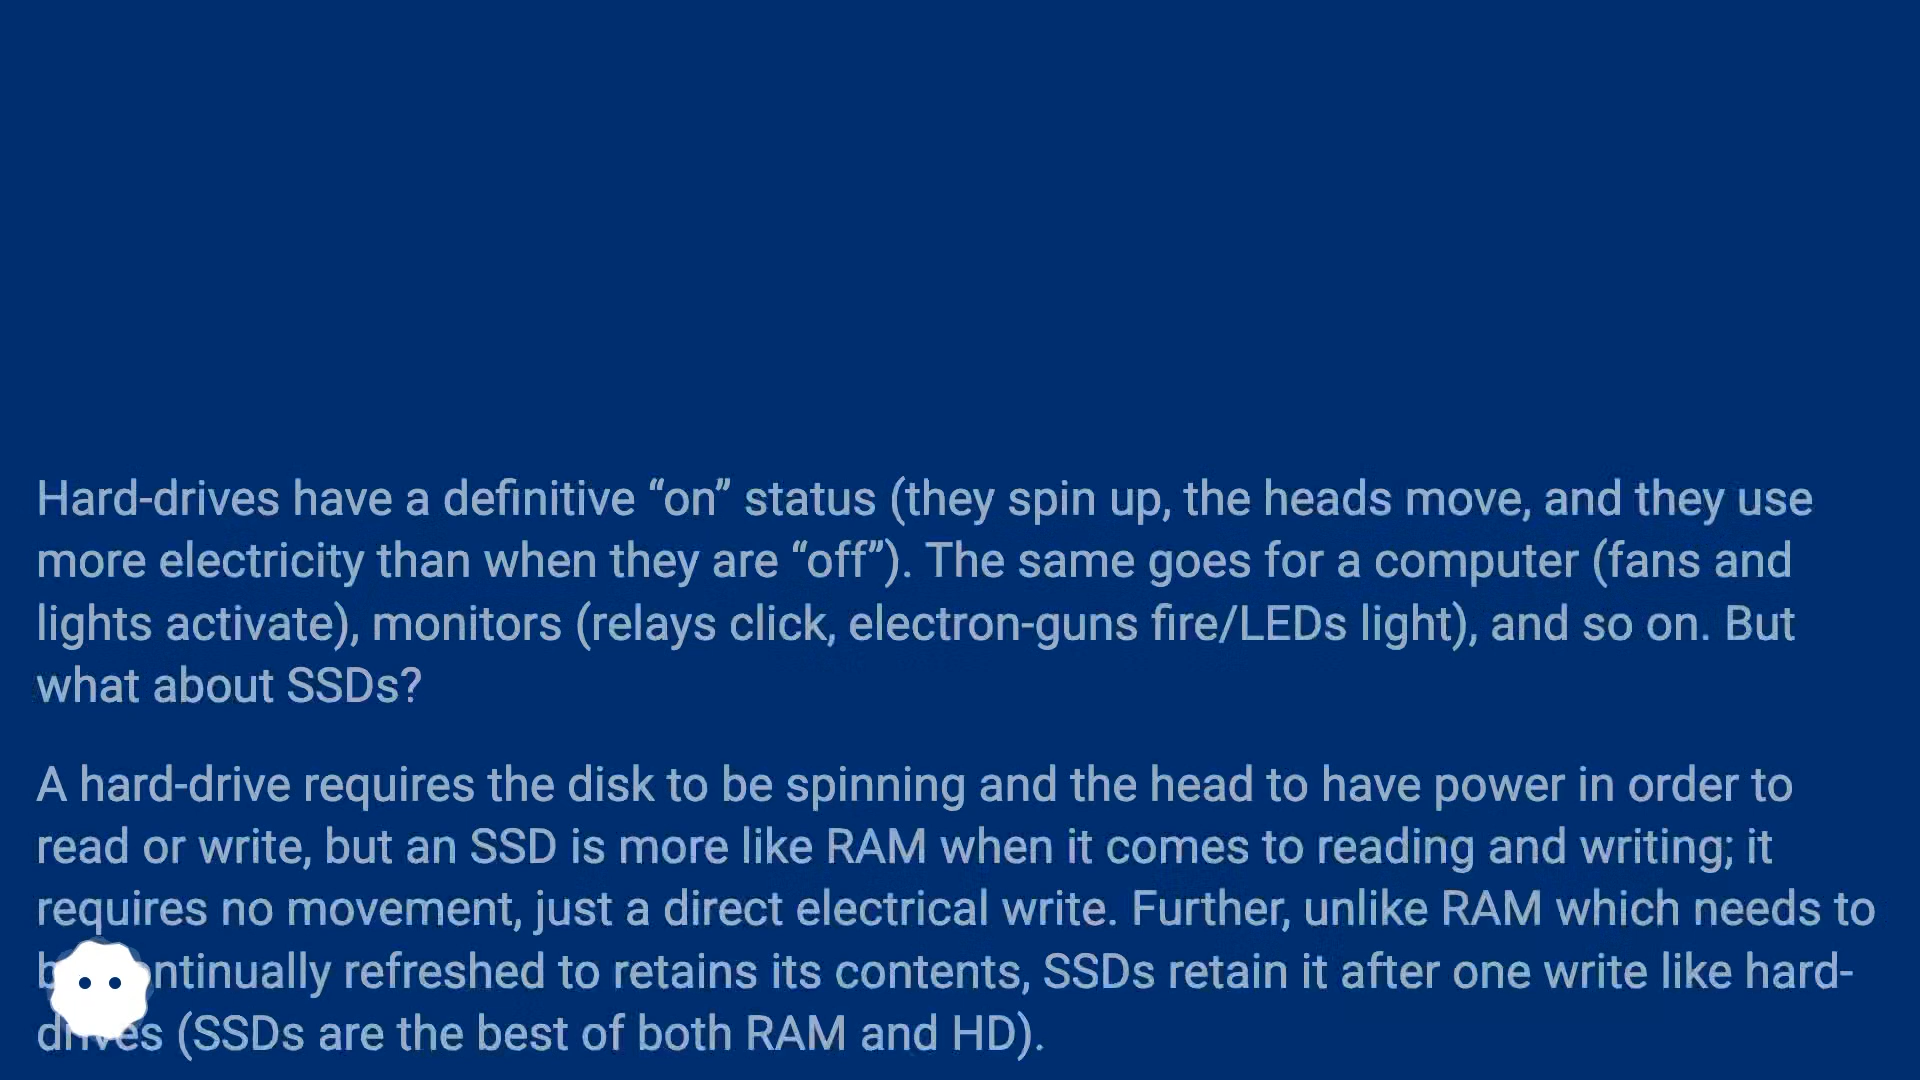 Hard-drives have a definitive “on” status (they spin up, the heads move, and they use
more electricity than when they are “off”). The same goes for a computer (fans and
lights activate), monitors (relays click, electron-guns fire/LEDs light), and so on. But
what about SSDs?
A hard-drive requires the disk to be spinning and the head to have power in order to
read or write, but an SSD is more like RAM when it comes to reading and writing; it
requires no movement, just a direct electrical write. Further, unlike RAM which needs to
refreshed to retains its contents, SSDs retain it after one write like hard-
drives (SSDs are the best of both RAM and HD).